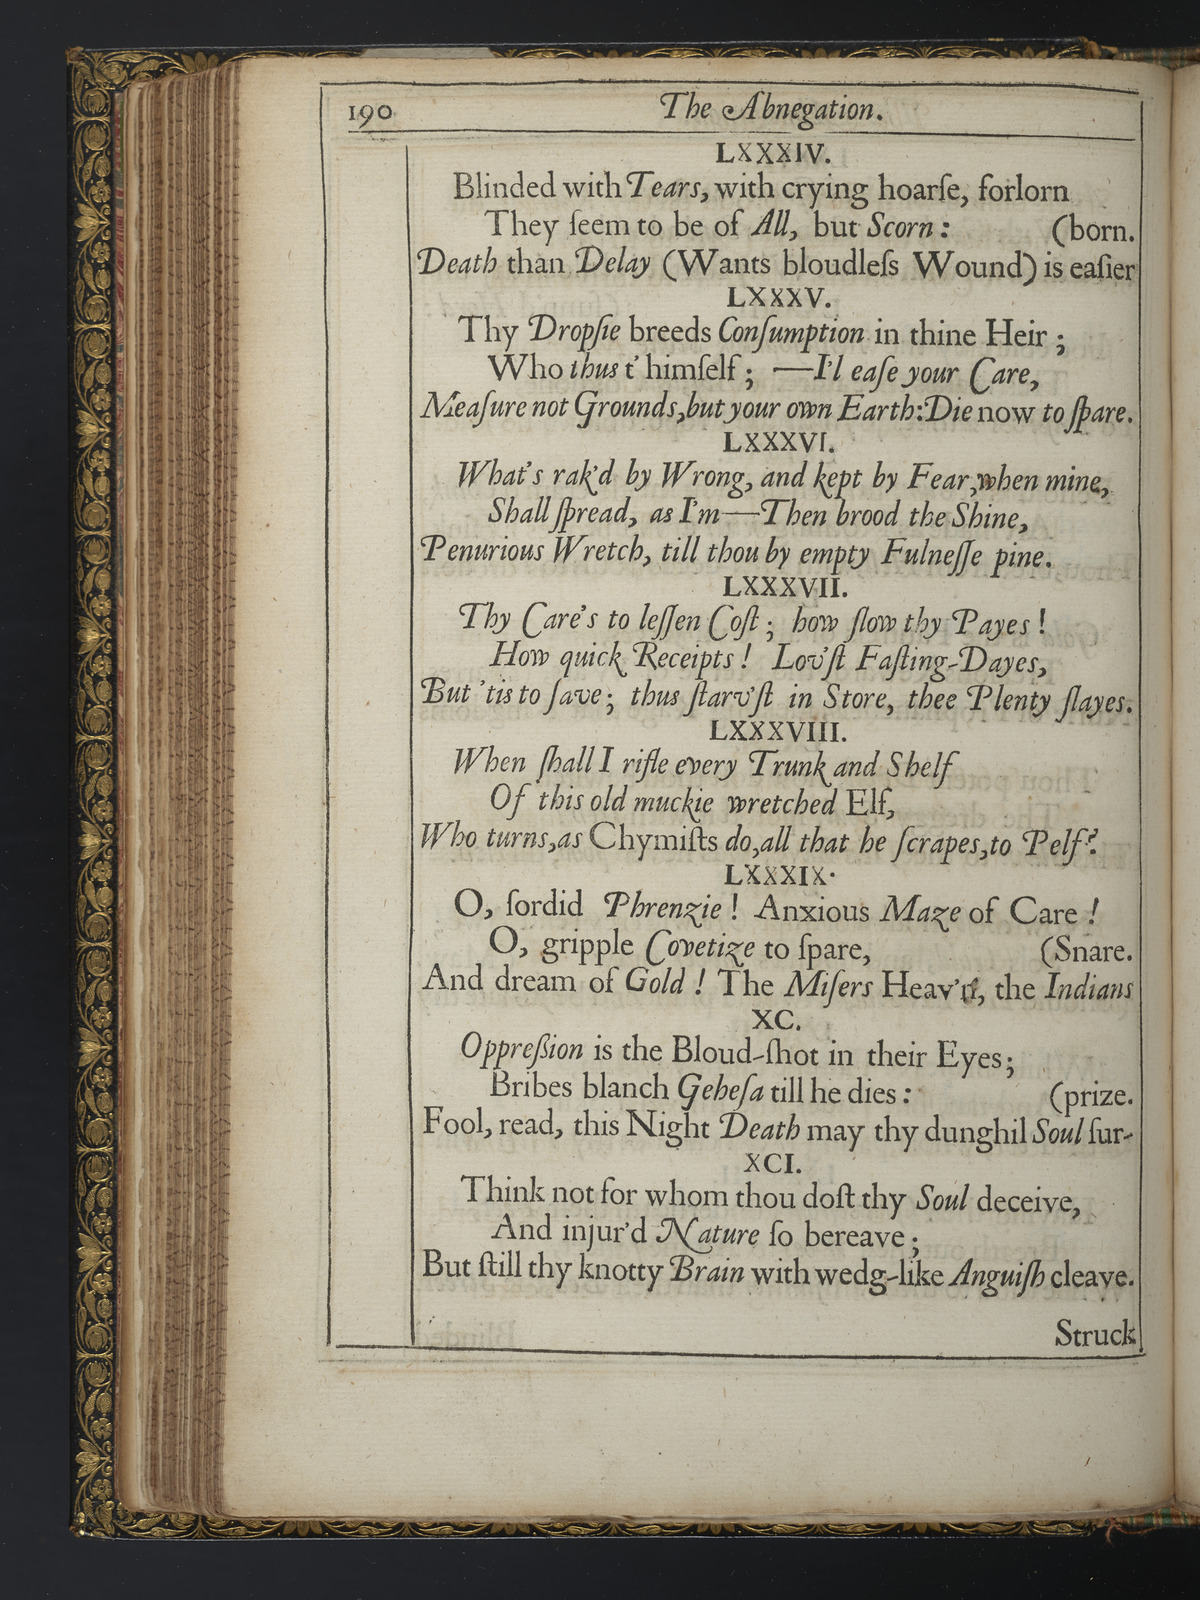 190 The Abnegation.
LXXXIV.
Blinded with Tears, with crying hoarſe, forlorn
They ſeem to be of All, but Scorn : (born.
Death than Delay (Wants bloudleſs Wound) is eaſier
LXXXV.
Thy Dropſie breeds Conſumption in thine Heir ;
Who thus t' himſelf ; —I'l eaſe your Care,
Meaſure not Grounds,but your own Earth:Die now to ſpare.
LXXXVI.
What's rak'd by Wrong, and kept by Fear,when mine,
Shall ſpread, as I'm—Then brood the Shine,
Penurious Wretch, till thou by empty Fulneſſe pine.
LXXXVII.
Thy Care's to leſſen Coſt ; how ſlow thy Payes !
How quick Receipts ! Lov'ſt Faſting-Dayes,
But 'tis to ſave ; thus ſtarv'ſt in Store, thee Plenty ſlayes.
LXXXVIII.
When ſhall I rifle every Trunk and Shelf
Of this old muckie wretched Elf,
Who turns,as Chymiſts do,all that he ſcrapes,to Pelf?
LXXXIX.
O, ſordid Phrenzie ! Anxious Maze of Care !
O, gripple Covetize to ſpare, (Snare.
And dream of Gold ! The Miſers Heav'n, the Indians
XC.
Oppreſſion is the Bloud-ſhot in their Eyes;
Bribes blanch Geheſa till he dies : (prize.
Fool, read, this Night Death may thy dunghil Soul ſur-
XCI.
Think not for whom thou doſt thy Soul deceive,
And injur'd Nature ſo bereave ;
But ſtill thy knotty Brain with wedg-like Anguiſh cleave.
Struck